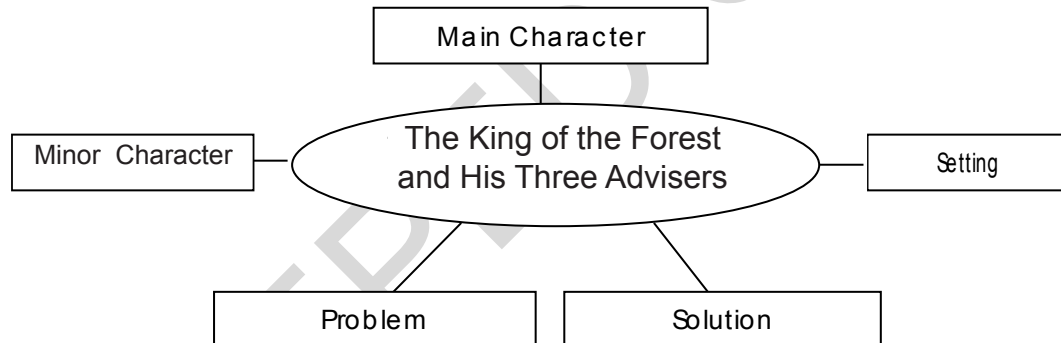 Main Character
The King of the Forest
and His Three Advisers
Minor Character
Setting
Problem
Solution